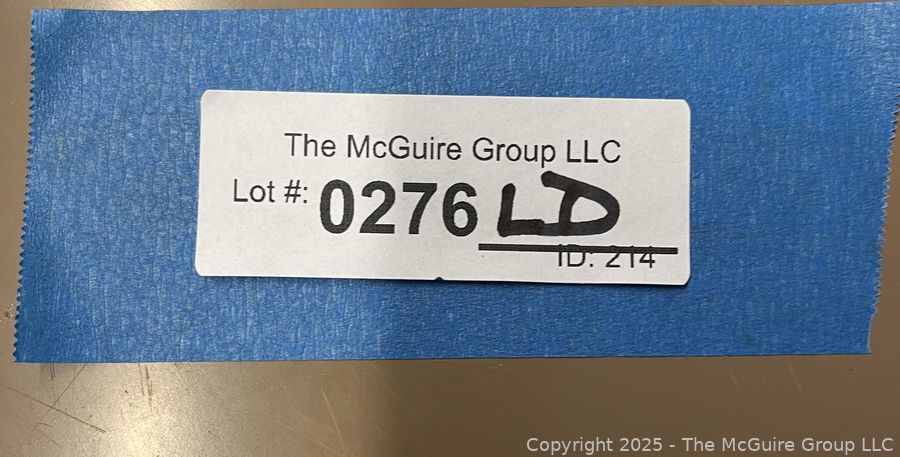 The McGuire Group LLC
Lot #: 0276 LD
ID: 214
Copyright 2025 - The McGuire Group LLC